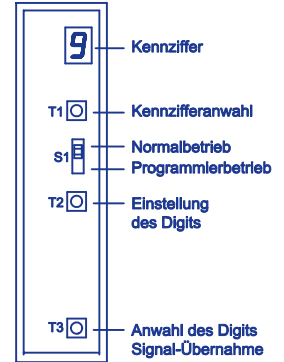 9
Kennziffer
T1
Kennzifferanwahl
S1
Normalbetrieb
Programmierbetrieb
T2
Einstellung
des Digits
T3
Anwahl des Digits
Signal-Übernahme